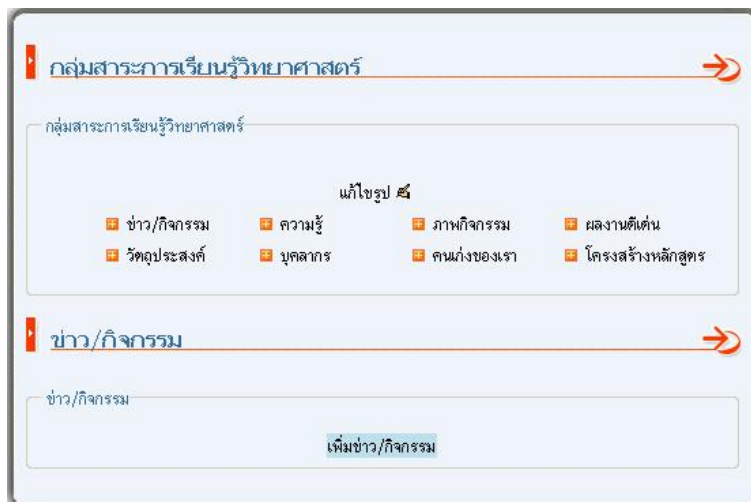 กลุ่มสาระการเรียนรู้วิทยาศาสตร์
กลุ่มสาระการเรียนรู้วิทยาศาสตร์
แก้ไขรูป
ข่าว/กิจกรรม ความรู้ ภาพกิจกรรม ผลงานดีเด่น
วัตถุประสงค์ บุคลากร คนเก่งของเรา โครงสร้างหลักสูตร
ข่าว/กิจกรรม
ข่าว/กิจกรรม
เพิ่มข่าว/กิจกรรม